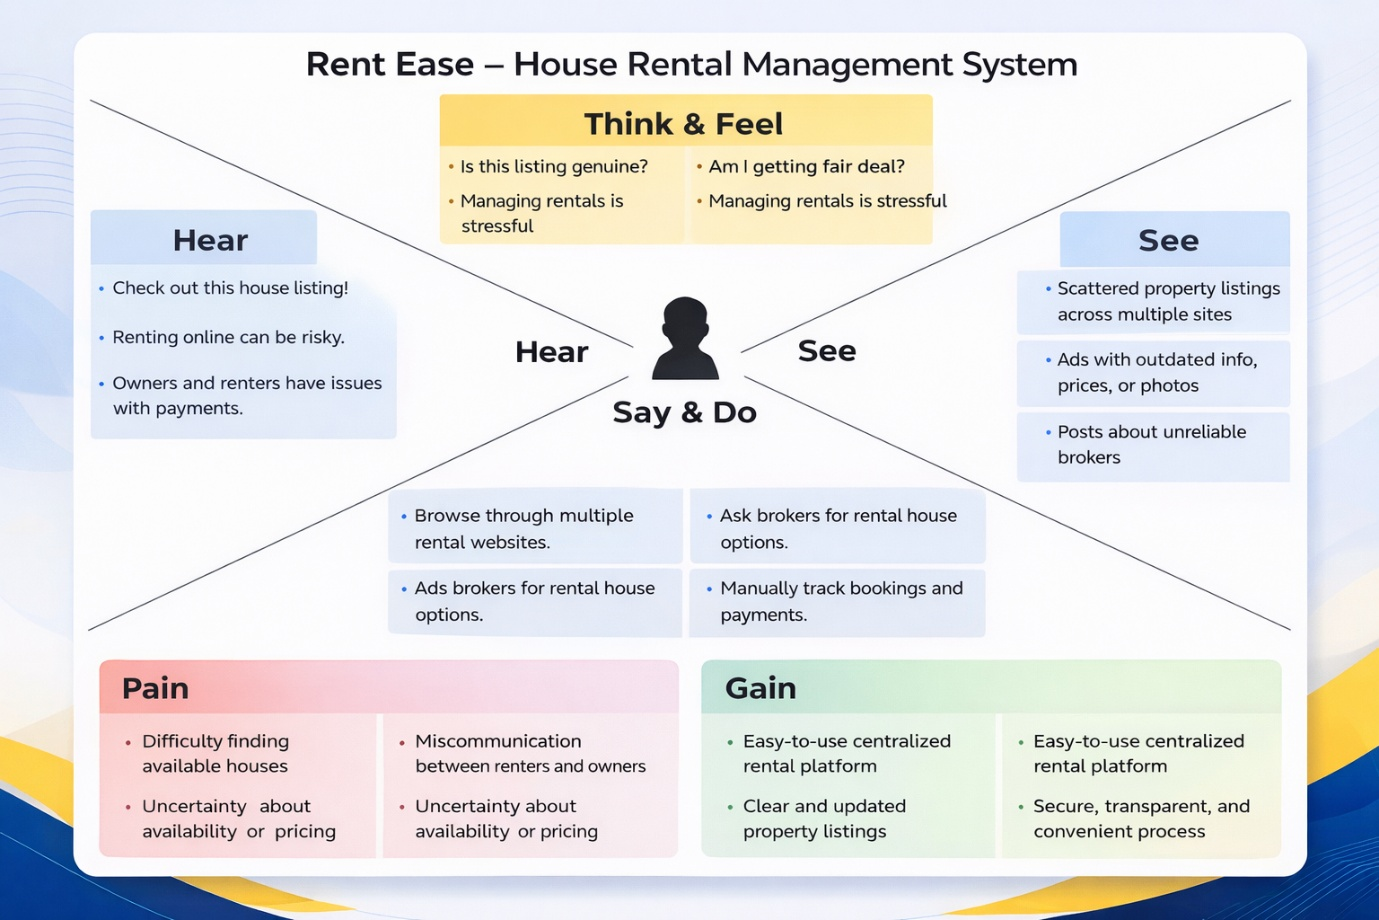 Rent Ease – House Rental Management System
Think & Feel
• Is this listing genuine?
• Managing rentals is
stressful
• Am I getting fair deal?
• Managing rentals is stressful
Hear
• Check out this house listing!
• Renting online can be risky.
• Owners and renters have issues
with payments.
See
• Scattered property listings
across multiple sites
• Ads with outdated info,
prices, or photos
• Posts about unreliable
brokers
Hear
See
Say & Do
• Browse through multiple
rental websites.
• Ask brokers for rental house
options.
• Ads brokers for rental house
options.
• Manually track bookings and
payments.
Pain
• Difficulty finding
available houses
• Uncertainty about
availability or pricing
• Miscommunication
between renters and owners
• Uncertainty about
availability or pricing
Gain
• Easy-to-use centralized
rental platform
• Clear and updated
property listings
• Easy-to-use centralized
rental platform
• Secure, transparent, and
convenient process